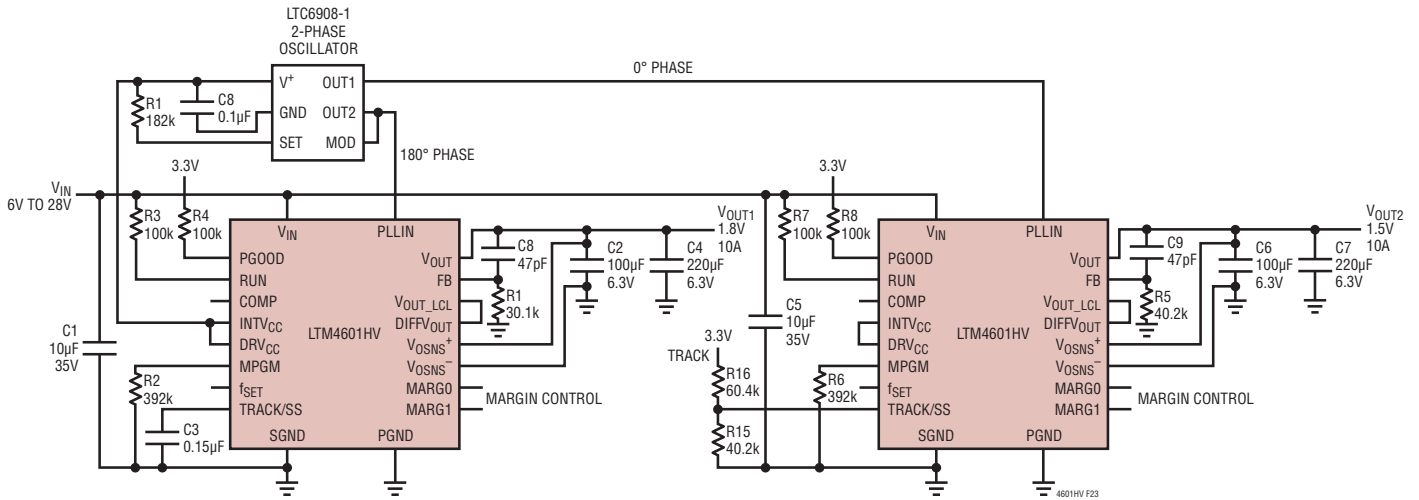 LTC6908-1
2-PHASE
OSCILLATOR
V+
OUT1
GND
OUT2
SET
MOD
R1
182k
C8
0.1µF
0° PHASE
180° PHASE
3.3V
VIN
6V TO 28V
R3
100k
R4
100k
VIN
PLLIN
PGOOD
RUN
COMP
INTVCC
DRVCC
MPGM
fSET
TRACK/SS
SGND
PGND
LTM4601HV
VOUT
FB
VOUT_LCL
DIFFVOUT
VOSNS+
VOSNS–
MARG0
MARG1
C1
10µF
35V
R2
392k
C3
0.15µF
C8
47pF
R1
30.1k
C2
100µF
6.3V
C4
220µF
6.3V
VOUT1
1.8V
10A
MARGIN CONTROL
3.3V
R7
100k
R8
100k
C5
10µF
35V
3.3V
TRACK
R16
60.4k
R15
40.2k
R6
392k
VIN
PLLIN
PGOOD
RUN
COMP
INTVCC
DRVCC
MPGM
fSET
TRACK/SS
SGND
PGND
LTM4601HV
VOUT
FB
VOUT_LCL
DIFFVOUT
VOSNS+
VOSNS–
MARG0
MARG1
C9
47pF
R5
40.2k
C6
100µF
6.3V
C7
220µF
6.3V
VOUT2
1.5V
10A
MARGIN CONTROL
4601HV F23